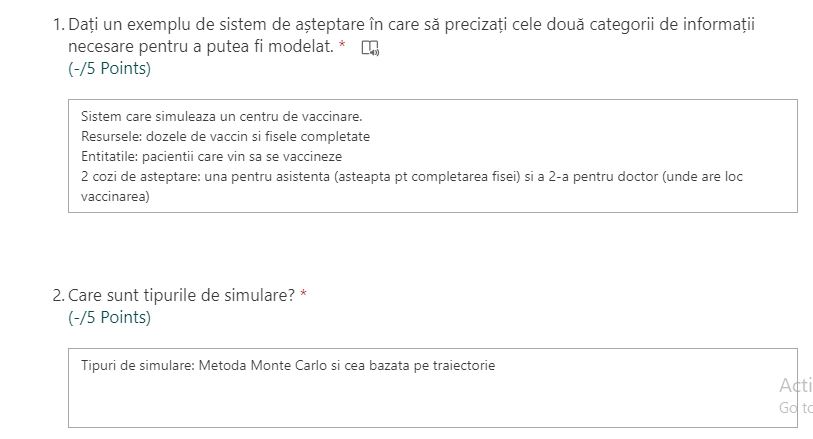 1. Dați un exemplu de sistem de așteptare în care să precizați cele două categorii de informații
necesare pentru a putea fi modelat. *
(-/5 Points)
Sistem care simuleaza un centru de vaccinare.
Resursele: dozele de vaccin si fisele completate
Entitatile: pacientii care vin sa se vaccineze
2 cozi de asteptare: una pentru asistenta (asteapta pt completarea fisei) si a 2-a pentru doctor (unde are loc
vaccinarea)
2. Care sunt tipurile de simulare? *
(-/5 Points)
Tipuri de simulare: Metoda Monte Carlo si cea bazata pe traiectorie
Acti
Go to